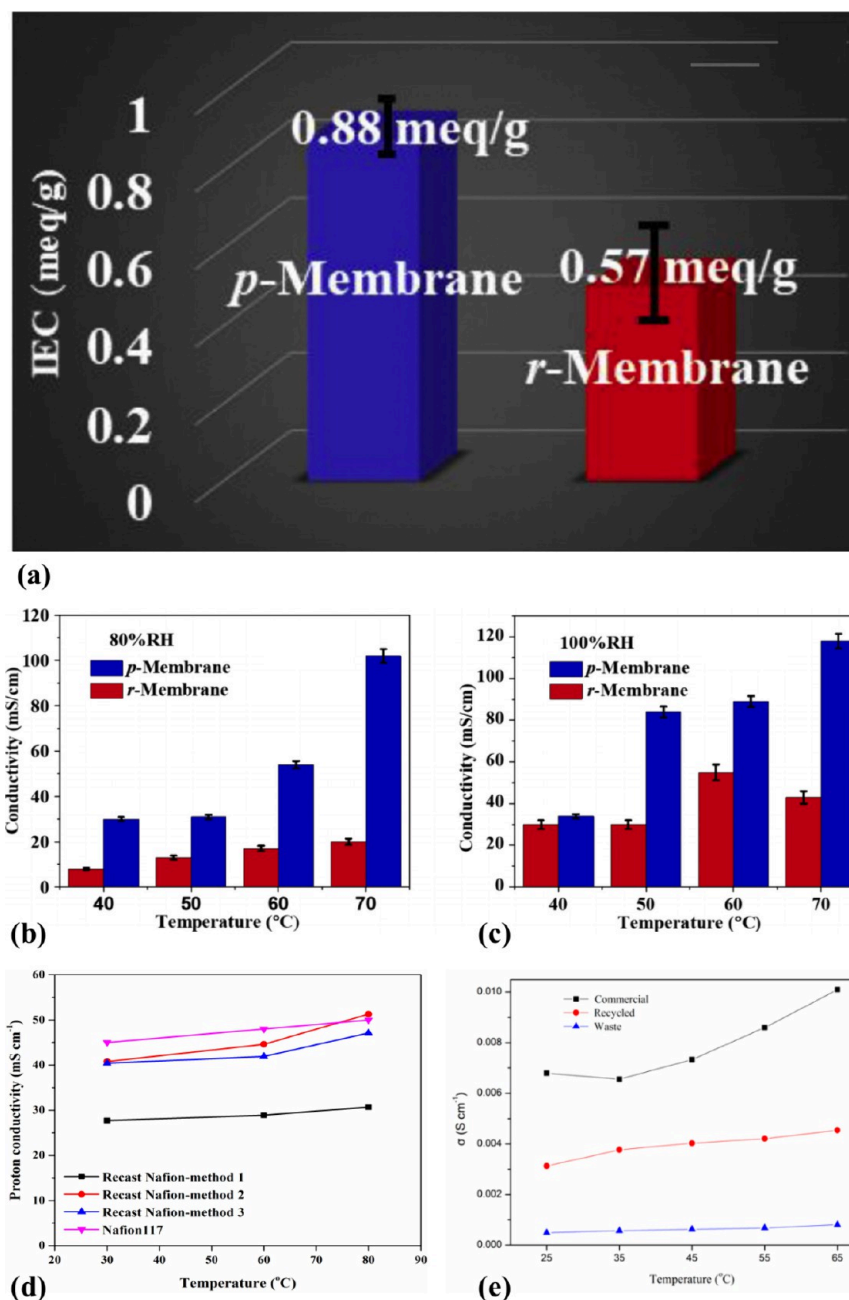 IEC (meq/g)
1
0.8
0.6
0.4
0.2
0
0.88 meq/g
p-Membrane
0.57 meq/g
r-Membrane
(a)
Conductivity (mS/cm)
120
100
80
60
40
20
0
80%RH
p-Membrane
r-Membrane
40 50 60 70
Temperature (°C)
(b)
Conductivity (mS/cm)
120
100
80
60
40
20
0
100%RH
p-Membrane
r-Membrane
40 50 60 70
Temperature (°C)
(c)
Proton conductivity (mS cm-1)
60
50
40
30
20
10
0
Recast Nafion-method 1
Recast Nafion-method 2
Recast Nafion-method 3
Nafion117
20 30 40 50 60 70 80 90
Temperature (°C)
(d)
σ (S cm-1)
0.010
0.008
0.006
0.004
0.002
0.000
Commercial
Recycled
Waste
25 35 45 55 65
Temperature (°C)
(e)